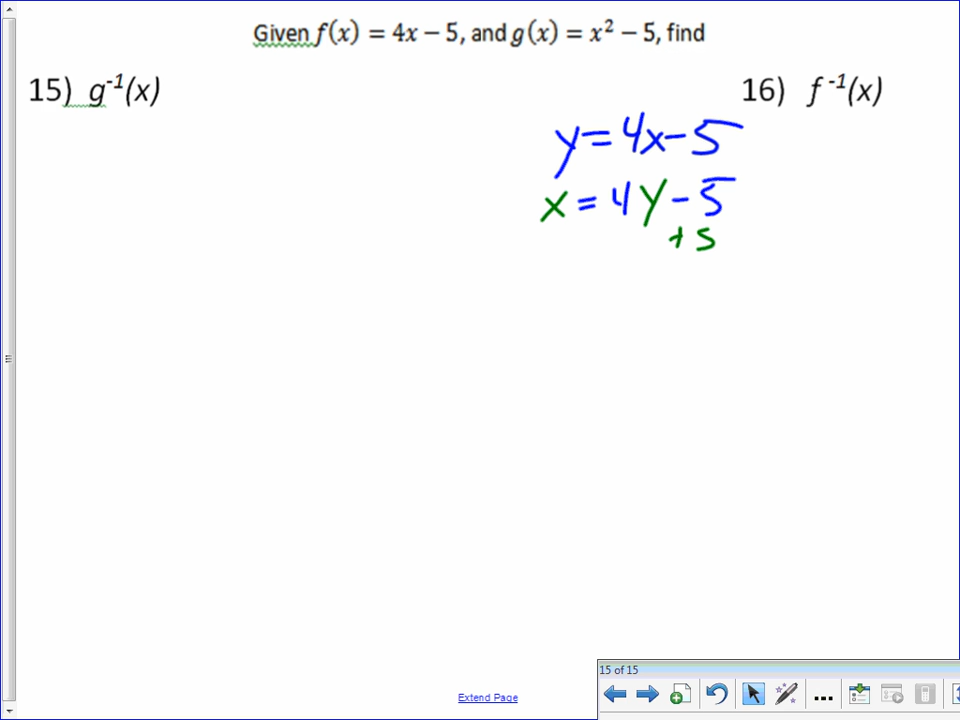 Given f(x) = 4x − 5, and g(x) = x² − 5, find
15) g⁻¹(x)
16) f⁻¹(x)
y = 4x − 5
x = 4y − 5
+ 5
Extend Page
15 of 15
...